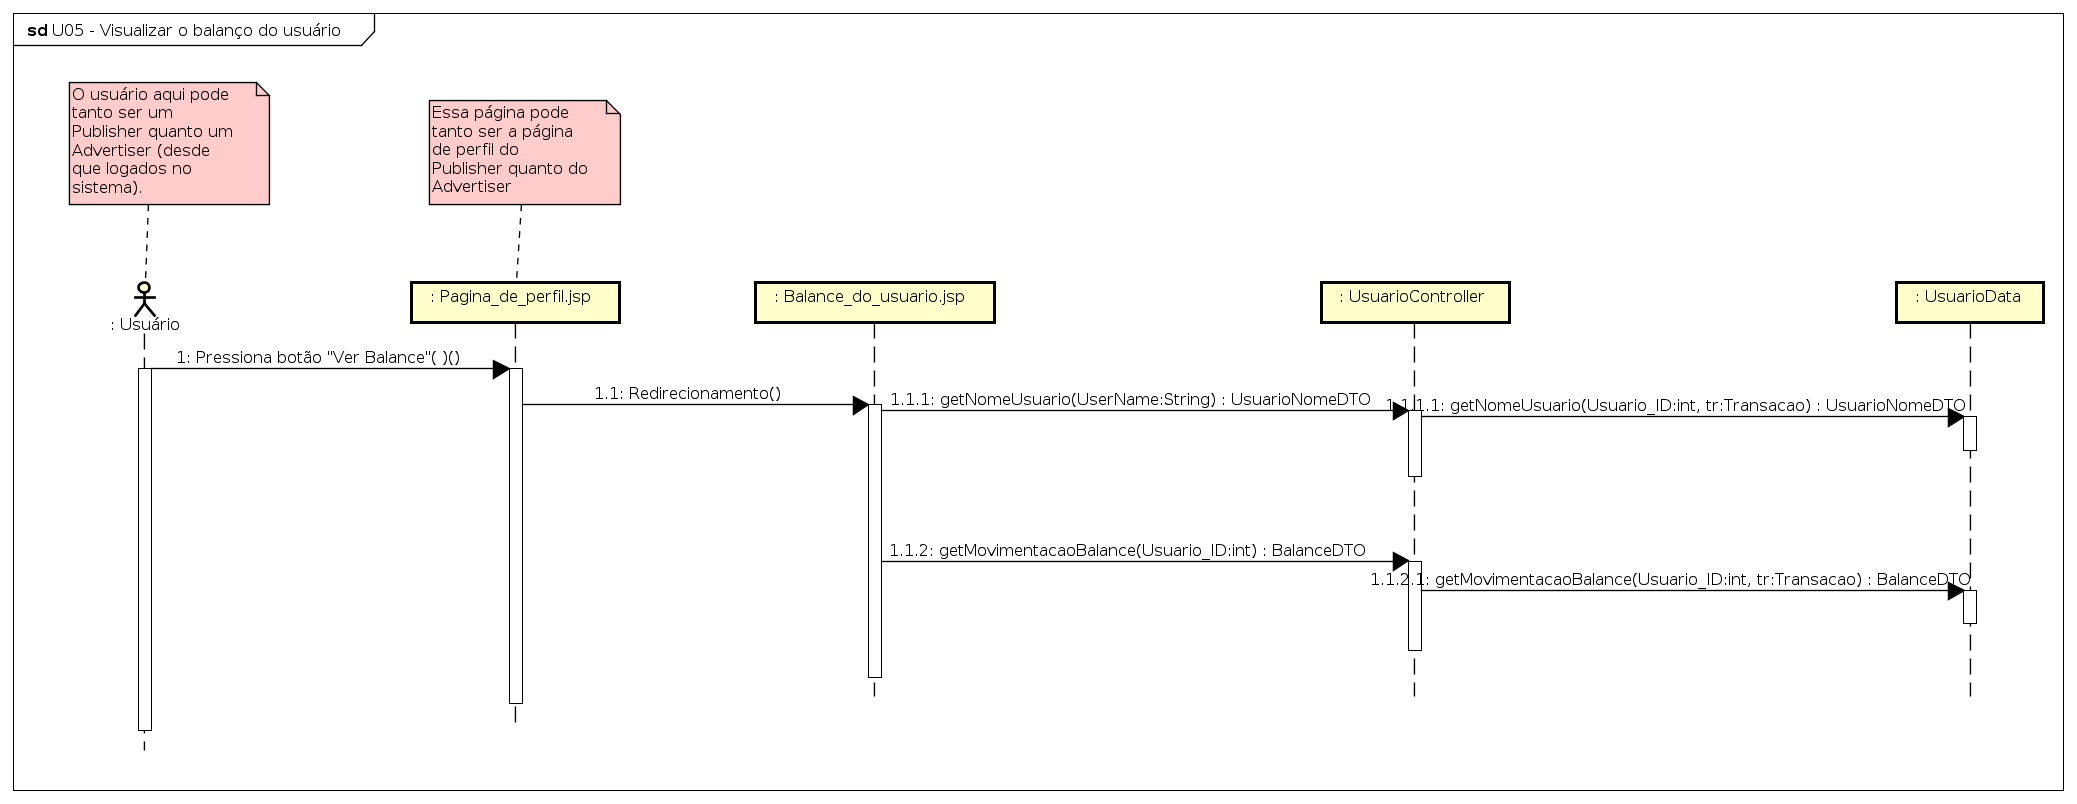 sd U05 - Visualizar o balanço do usuário
O usuário aqui pode
tanto ser um
Publisher quanto um
Advertiser (desde
que logados no
sistema).
Essa página pode
tanto ser a página
de perfil do
Publisher quanto do
Advertiser
: Usuário
: Pagina_de_perfil.jsp
: Balance_do_usuario.jsp
: UsuarioController
: UsuarioData
1: Pressiona botão "Ver Balance"( )()
1.1: Redirecionamento()
1.1.1: getNomeUsuario(UserName:String) : UsuarioNomeDTO
1.1.1.1: getNomeUsuario(Usuario_ID:int, tr:Transacao) : UsuarioNomeDTO
1.1.2: getMovimentacaoBalance(Usuario_ID:int) : BalanceDTO
1.1.2.1: getMovimentacaoBalance(Usuario_ID:int, tr:Transacao) : BalanceDTO